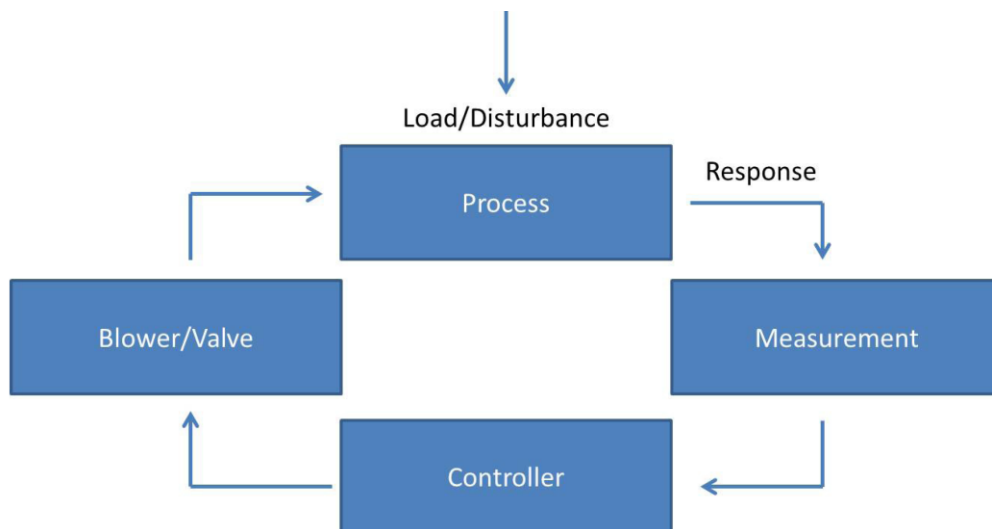 Load/Disturbance
Process
Response
Blower/Valve
Measurement
Controller